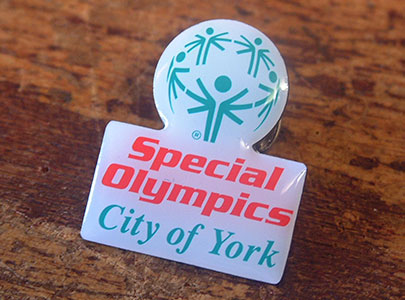 ®
Special
Olympics
City of York